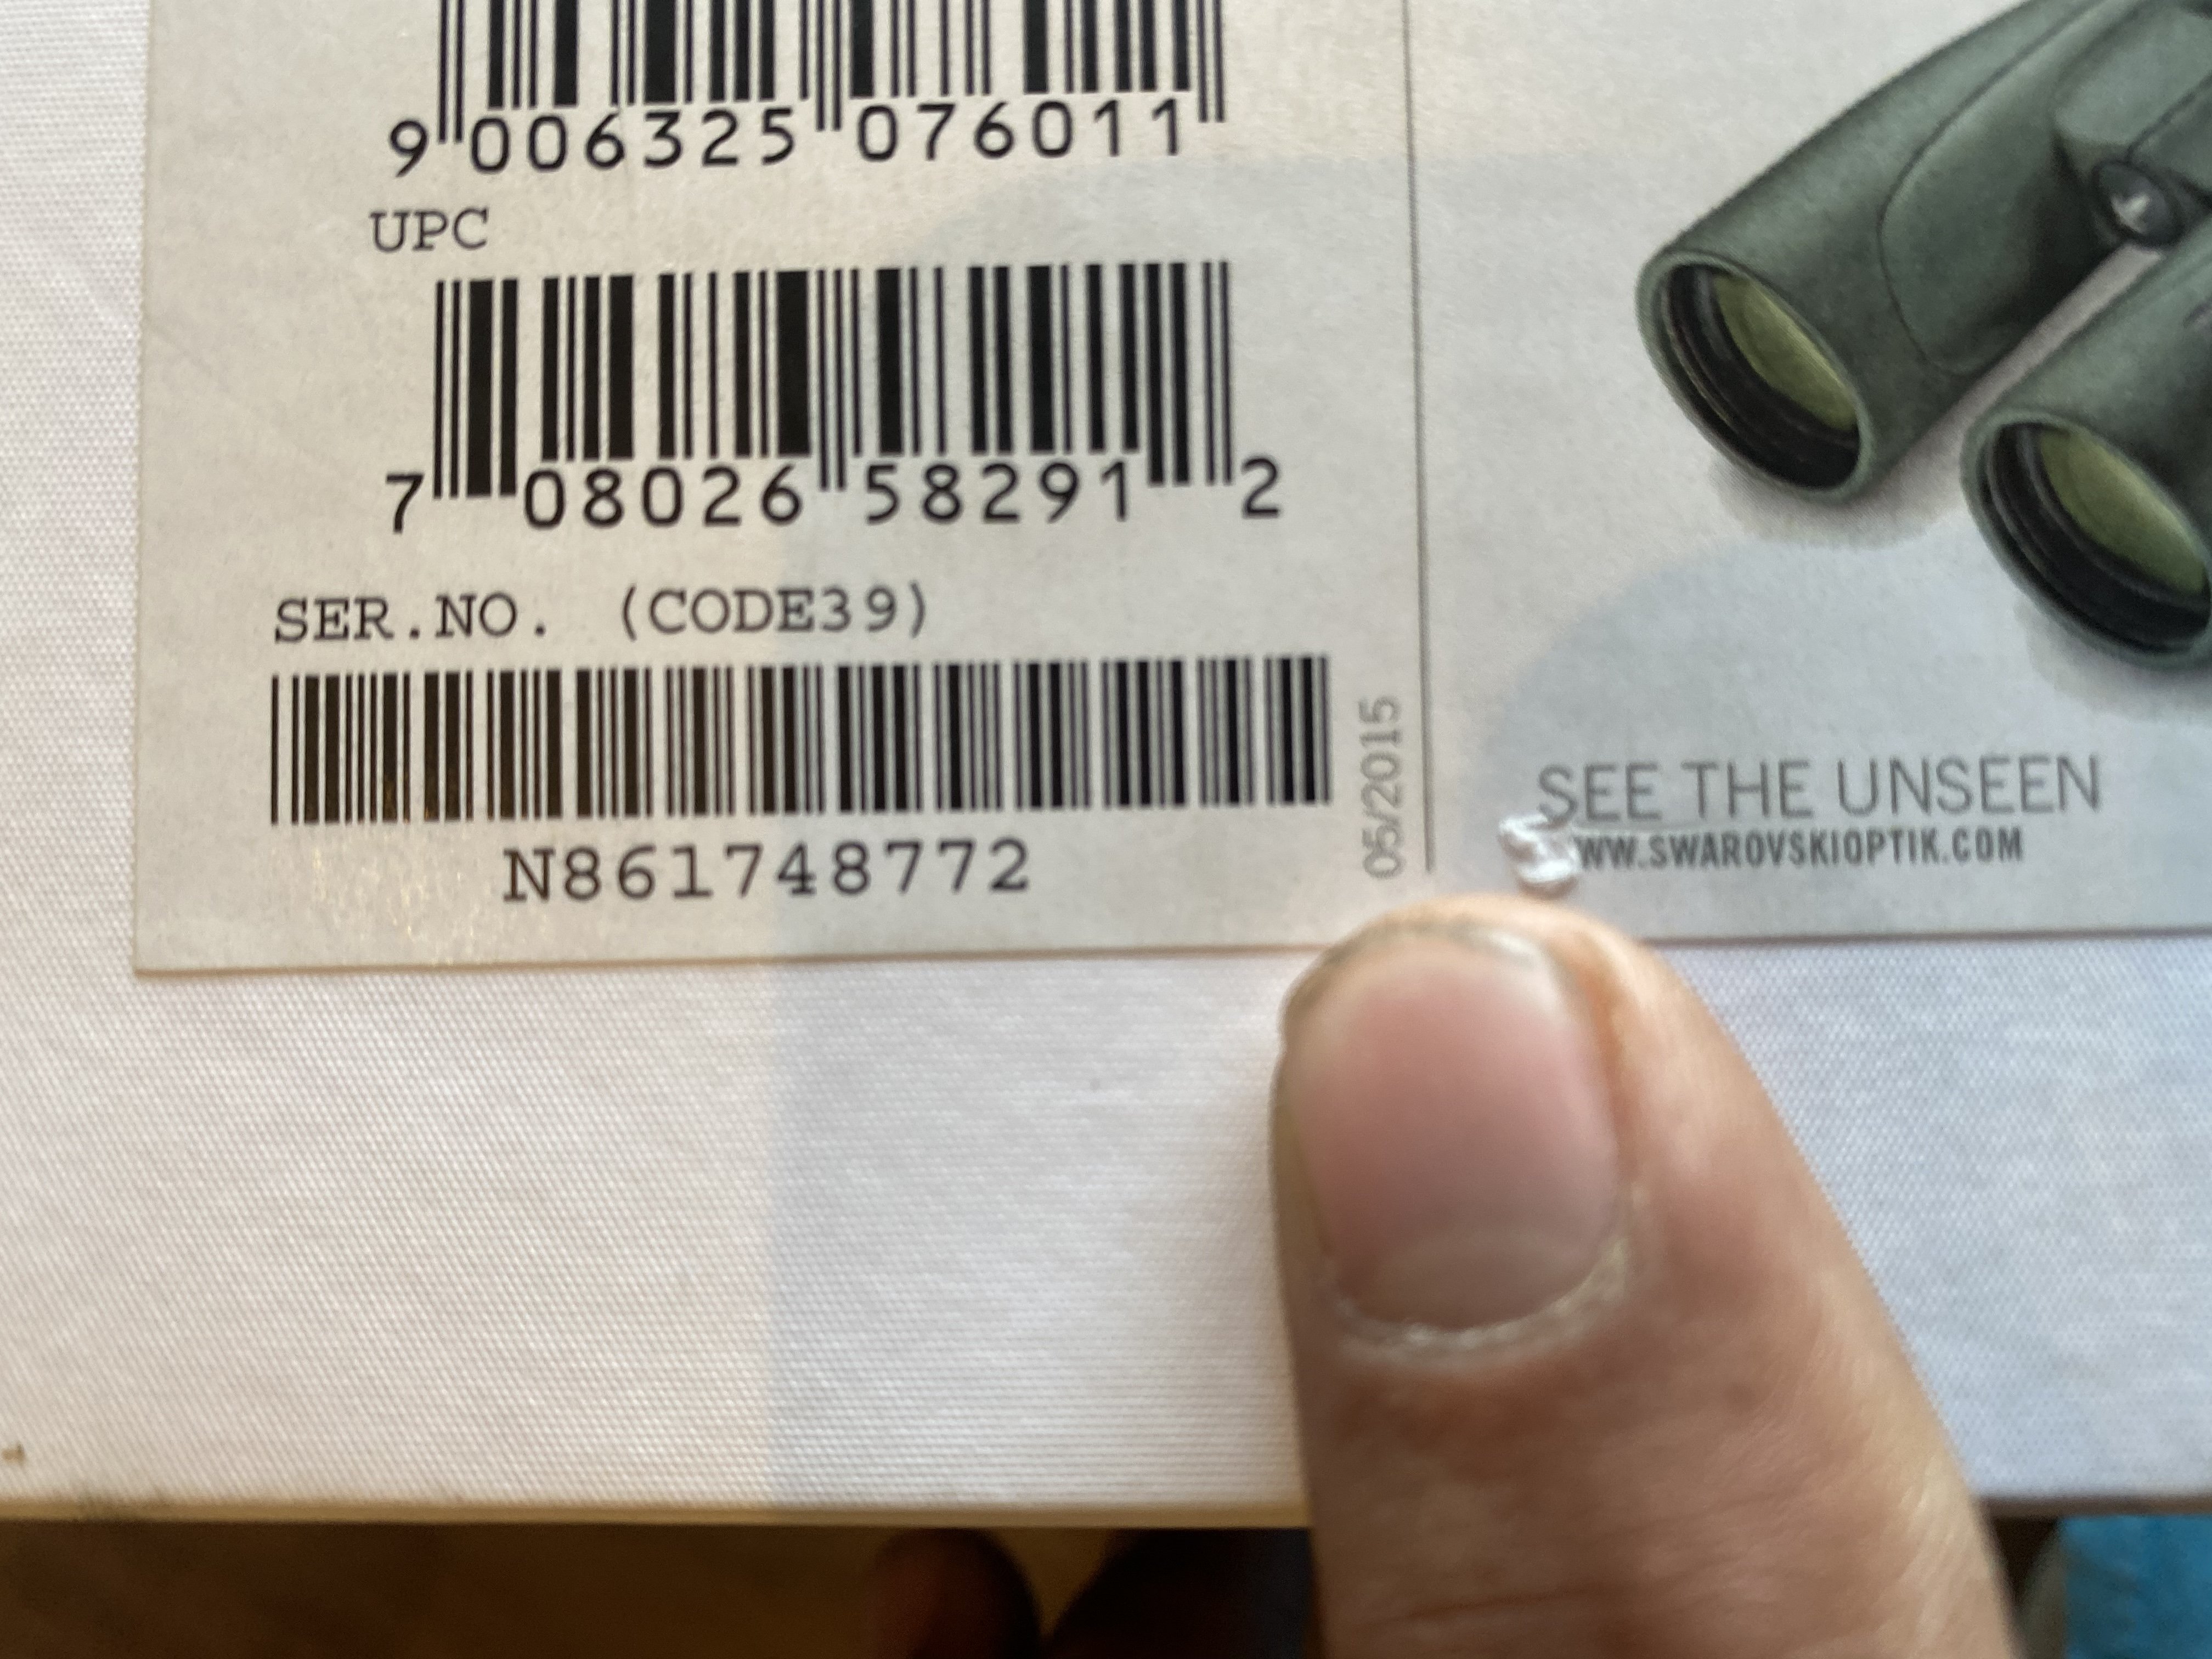 9 006325 076011
UPC
7 08026 58291 2
SER.NO. (CODE39)
N861748772
05/2015
SEE THE UNSEEN
WW.SWAROVSKIOPTIK.COM